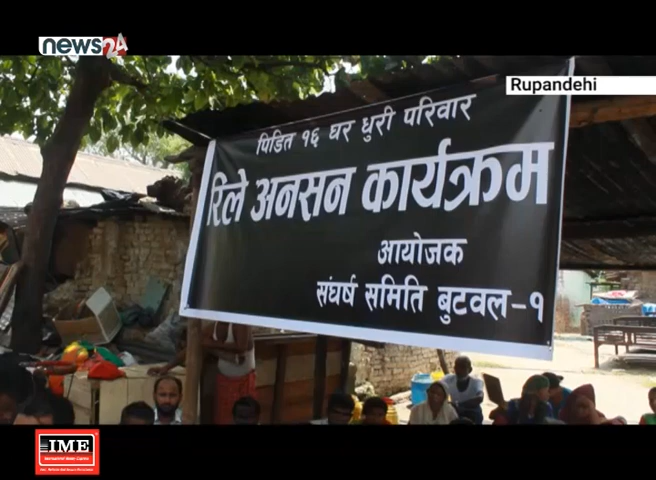 news24
Rupandehi
पिडित १६ घर धुरी परिवार
रिले अनसन कार्यक्रम
आयोजक
संघर्ष समिति बुटवल-१
IME